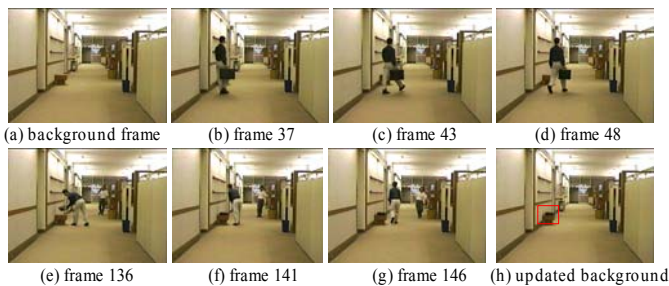 (a) background frame
(b) frame 37
(c) frame 43
(d) frame 48
(e) frame 136
(f) frame 141
(g) frame 146
(h) updated background